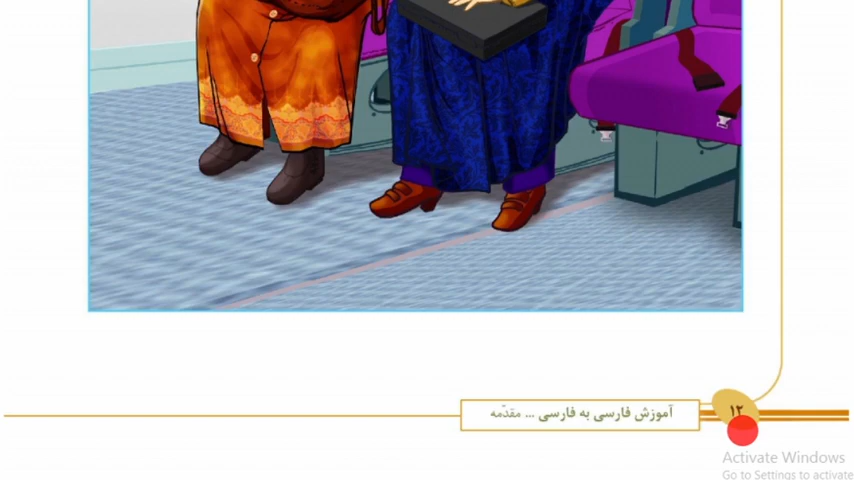 آموزش فارسی به فارسی ... مقدّمه
۱۲
Activate Windows
Go to Settings to activate